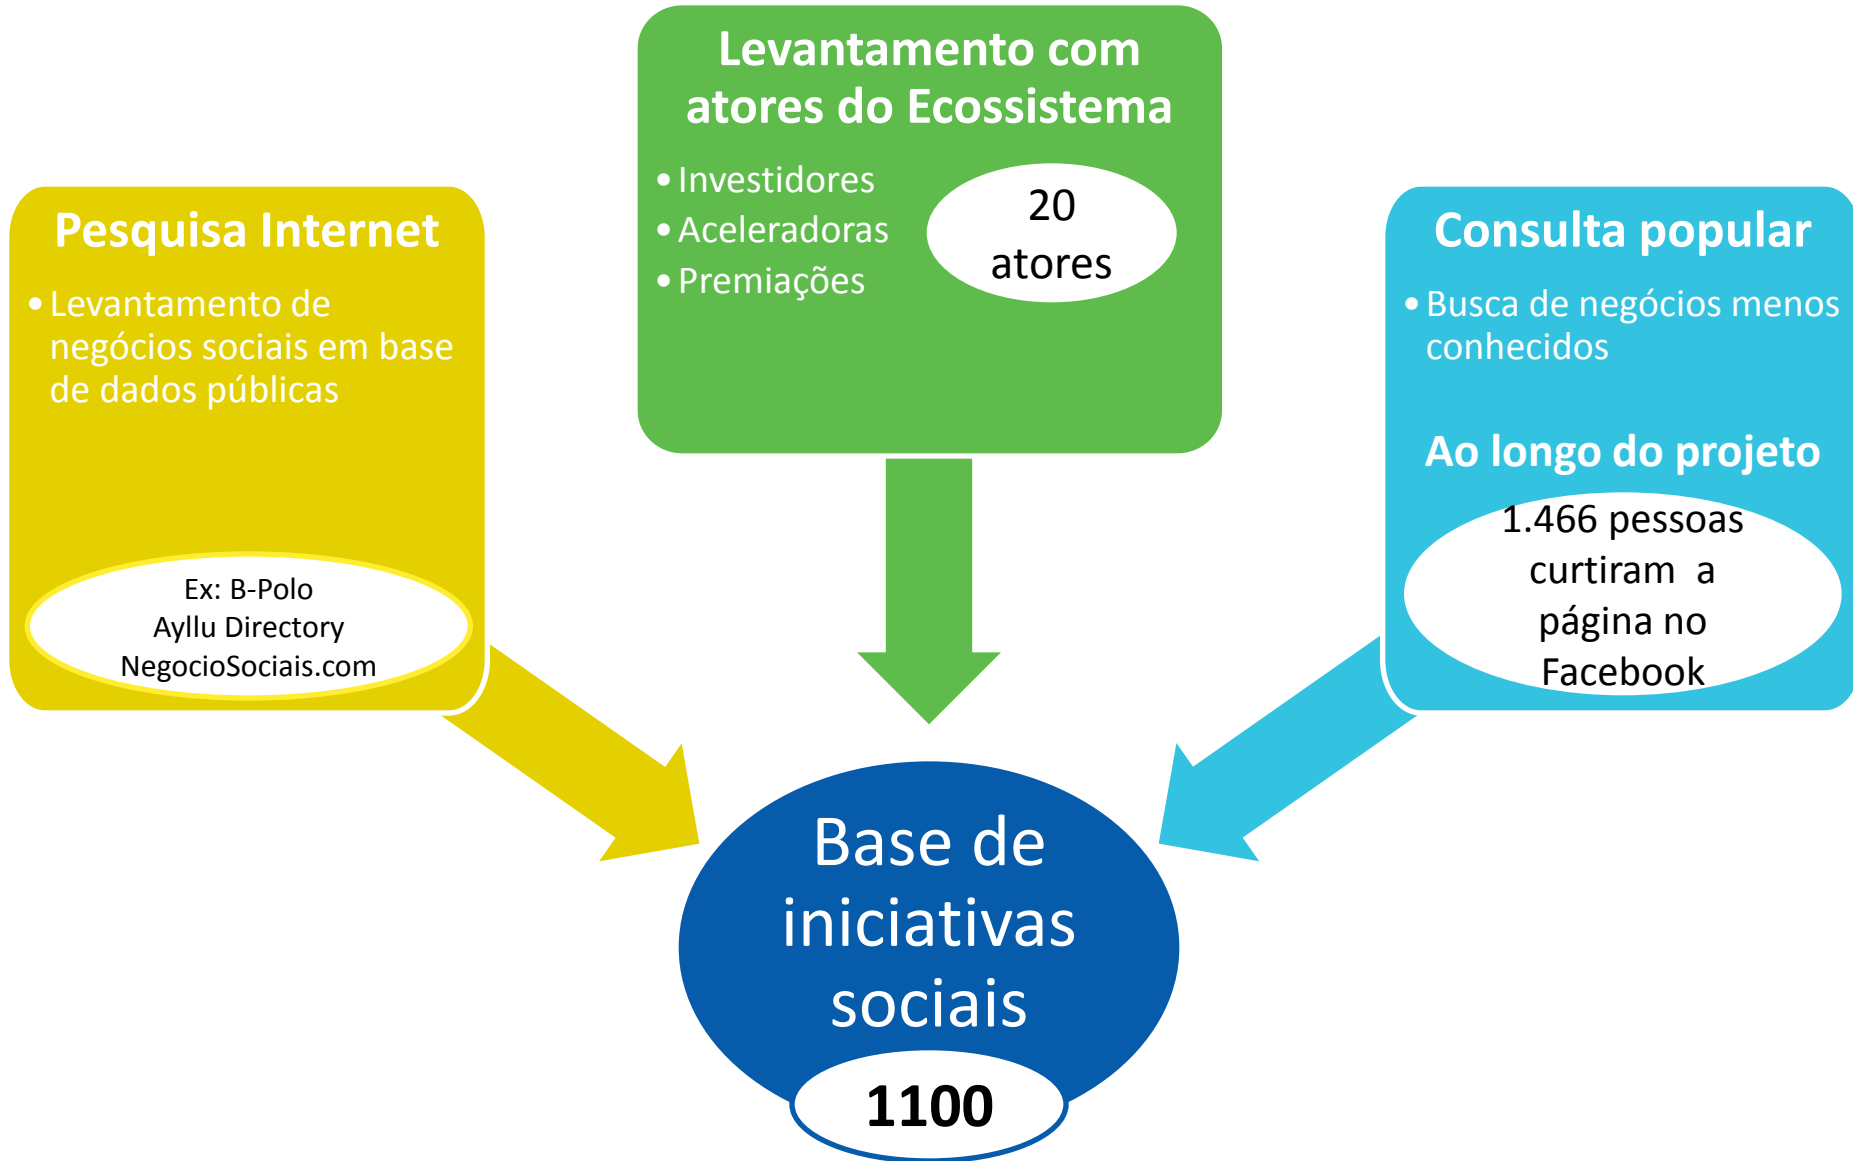 Pesquisa Internet
• Levantamento de
negócios sociais em base
de dados públicas
Ex: B-Polo
Ayllu Directory
NegocioSociais.com
Levantamento com
atores do Ecossistema
• Investidores
• Aceleradoras
• Premiações
20
atores
Consulta popular
• Busca de negócios menos
conhecidos
Ao longo do projeto
1.466 pessoas
curtiram a
página no
Facebook
Base de
iniciativas
sociais
1100